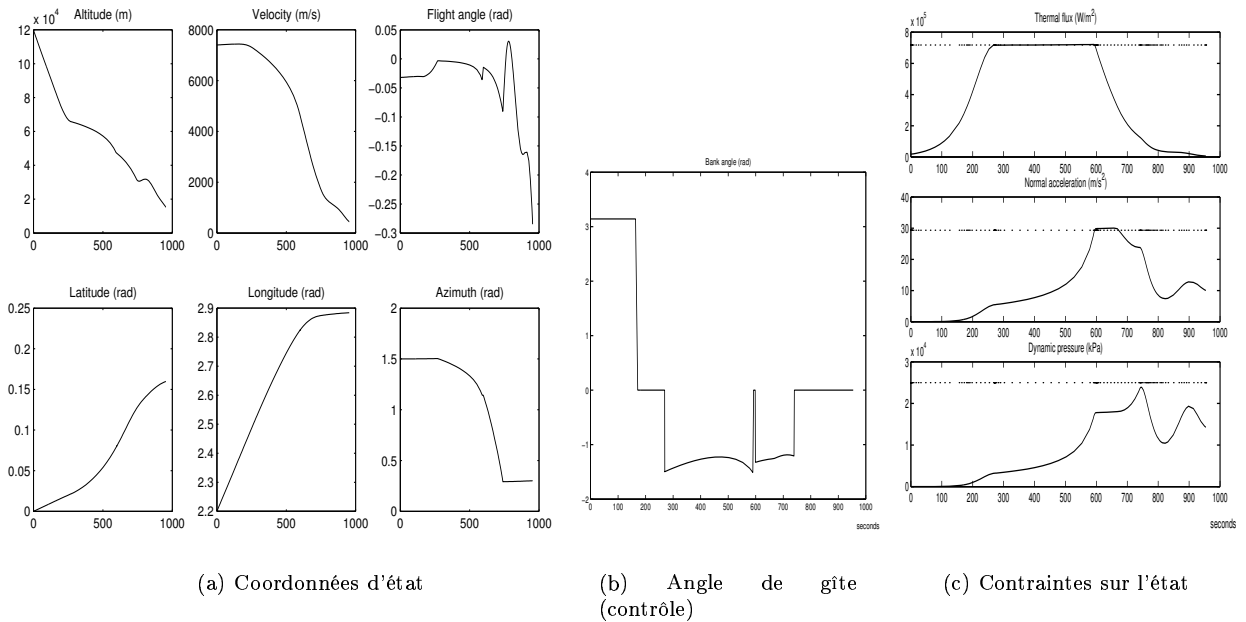 Altitude (m)
x 10^4
12
10
8
6
4
2
0
0 500 1000
Velocity (m/s)
8000
6000
4000
2000
0
0 500 1000
Flight angle (rad)
0.05
0
−0.05
−0.1
−0.15
−0.2
−0.25
−0.3
0 500 1000
Latitude (rad)
0.25
0.2
0.15
0.1
0.05
0
0 500 1000
Longitude (rad)
2.9
2.8
2.7
2.6
2.5
2.4
2.3
2.2
0 500 1000
Azimuth (rad)
2
1.5
1
0.5
0
0 500 1000
Bank angle (rad)
4
3
2
1
0
−1
−2
0 100 200 300 400 500 600 700 800 900 1000
seconds
Thermal flux (W/m^2)
x 10^5
8
6
4
2
0
0 100 200 300 400 500 600 700 800 900 1000
Normal acceleration (m/s^2)
40
30
20
10
0
0 100 200 300 400 500 600 700 800 900 1000
Dynamic pressure (kPa)
x 10^4
3
2
1
0
0 100 200 300 400 500 600 700 800 900 1000
seconds
(a) Coordonnées d'état
(b) Angle de gîte
(contrôle)
(c) Contraintes sur l'état